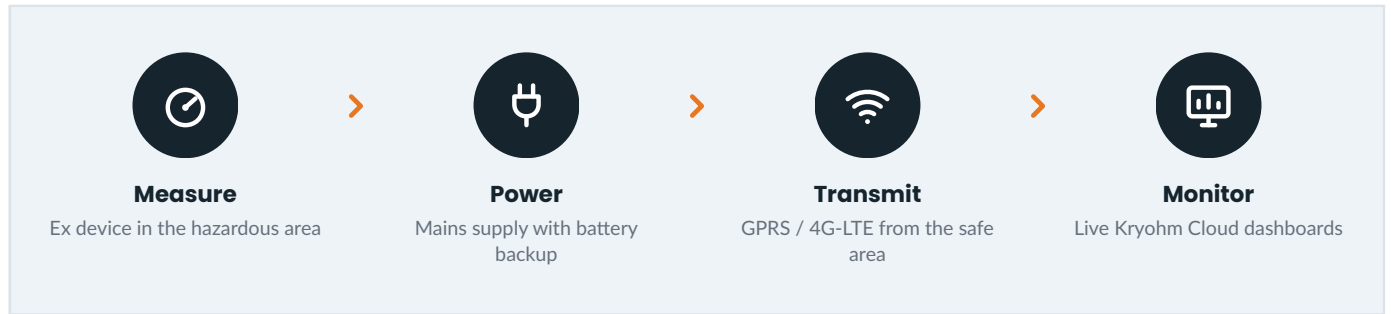 Measure
Ex device in the hazardous area
Power
Mains supply with battery
backup
Transmit
GPRS / 4G-LTE from the safe
area
Monitor
Live Kryohm Cloud dashboards